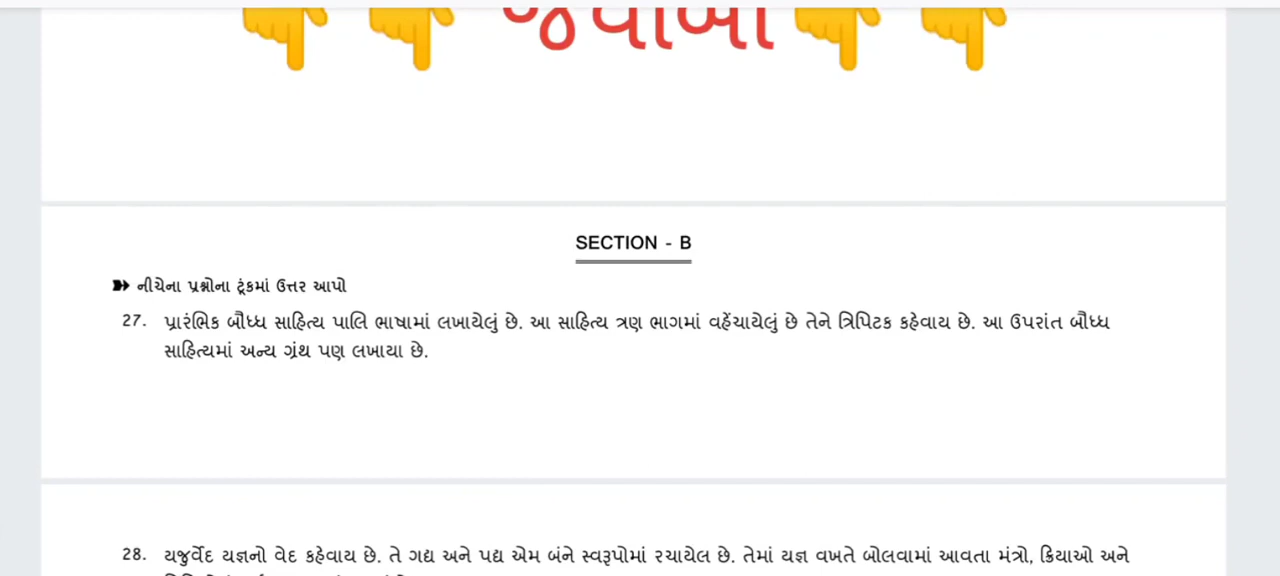 જવાબો
SECTION - B
નીચેના પ્રશ્નોના ટૂંકમાં ઉત્તર આપો
27. પ્રારંભિક બૌધ્ધ સાહિત્ય પાલિ ભાષામાં લખાયેલું છે. આ સાહિત્ય ત્રણ ભાગમાં વહેંચાયેલું છે તેને ત્રિપિટક કહેવાય છે. આ ઉપરાંત બૌધ્ધ
સાહિત્યમાં અન્ય ગ્રંથ પણ લખાયા છે.
28. યજુર્વેદ યજ્ઞનો વેદ કહેવાય છે. તે ગદ્ય અને પદ્ય એમ બંને સ્વરૂપોમાં રચાયેલ છે. તેમાં યજ્ઞ વખતે બોલવામાં આવતા મંત્રો, ક્રિયાઓ અને